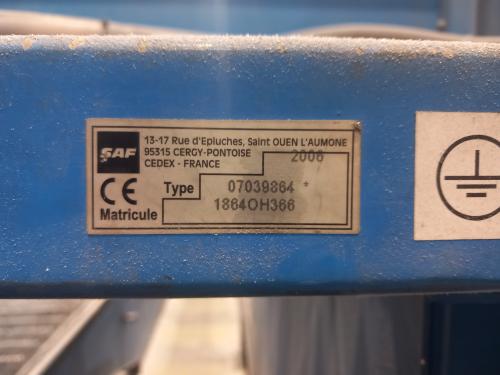 SAF
13-17 Rue d'Epluches, Saint OUEN L'AUMONE
95315 CERGY-PONTOISE
CEDEX - FRANCE
2006
CE
Type 07039864 *
Matricule 1864OH366